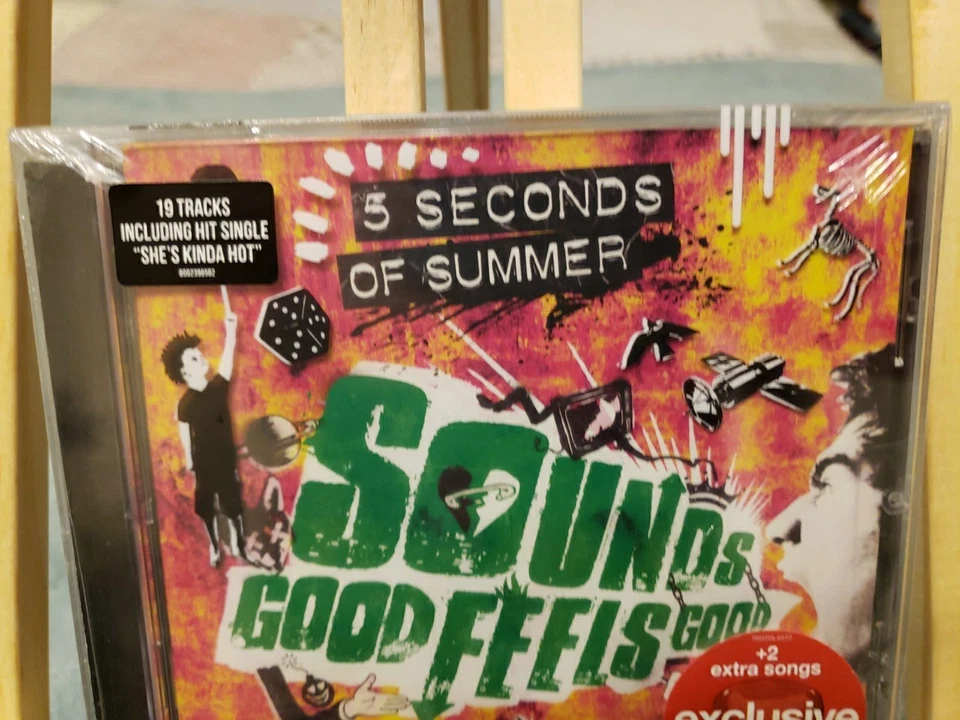 19 TRACKS
INCLUDING HIT SINGLE
"SHE'S KINDA HOT"
5 SECONDS
OF SUMMER
SOUNDS
GOOD FEELS GOOD
+2
extra songs
exclusive